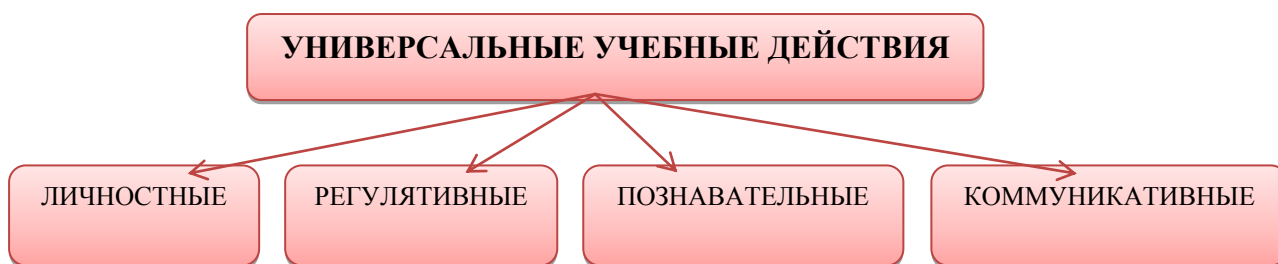 УНИВЕРСАЛЬНЫЕ УЧЕБНЫЕ ДЕЙСТВИЯ
ЛИЧНОСТНЫЕ
РЕГУЛЯТИВНЫЕ
ПОЗНАВАТЕЛЬНЫЕ
КОММУНИКАТИВНЫЕ